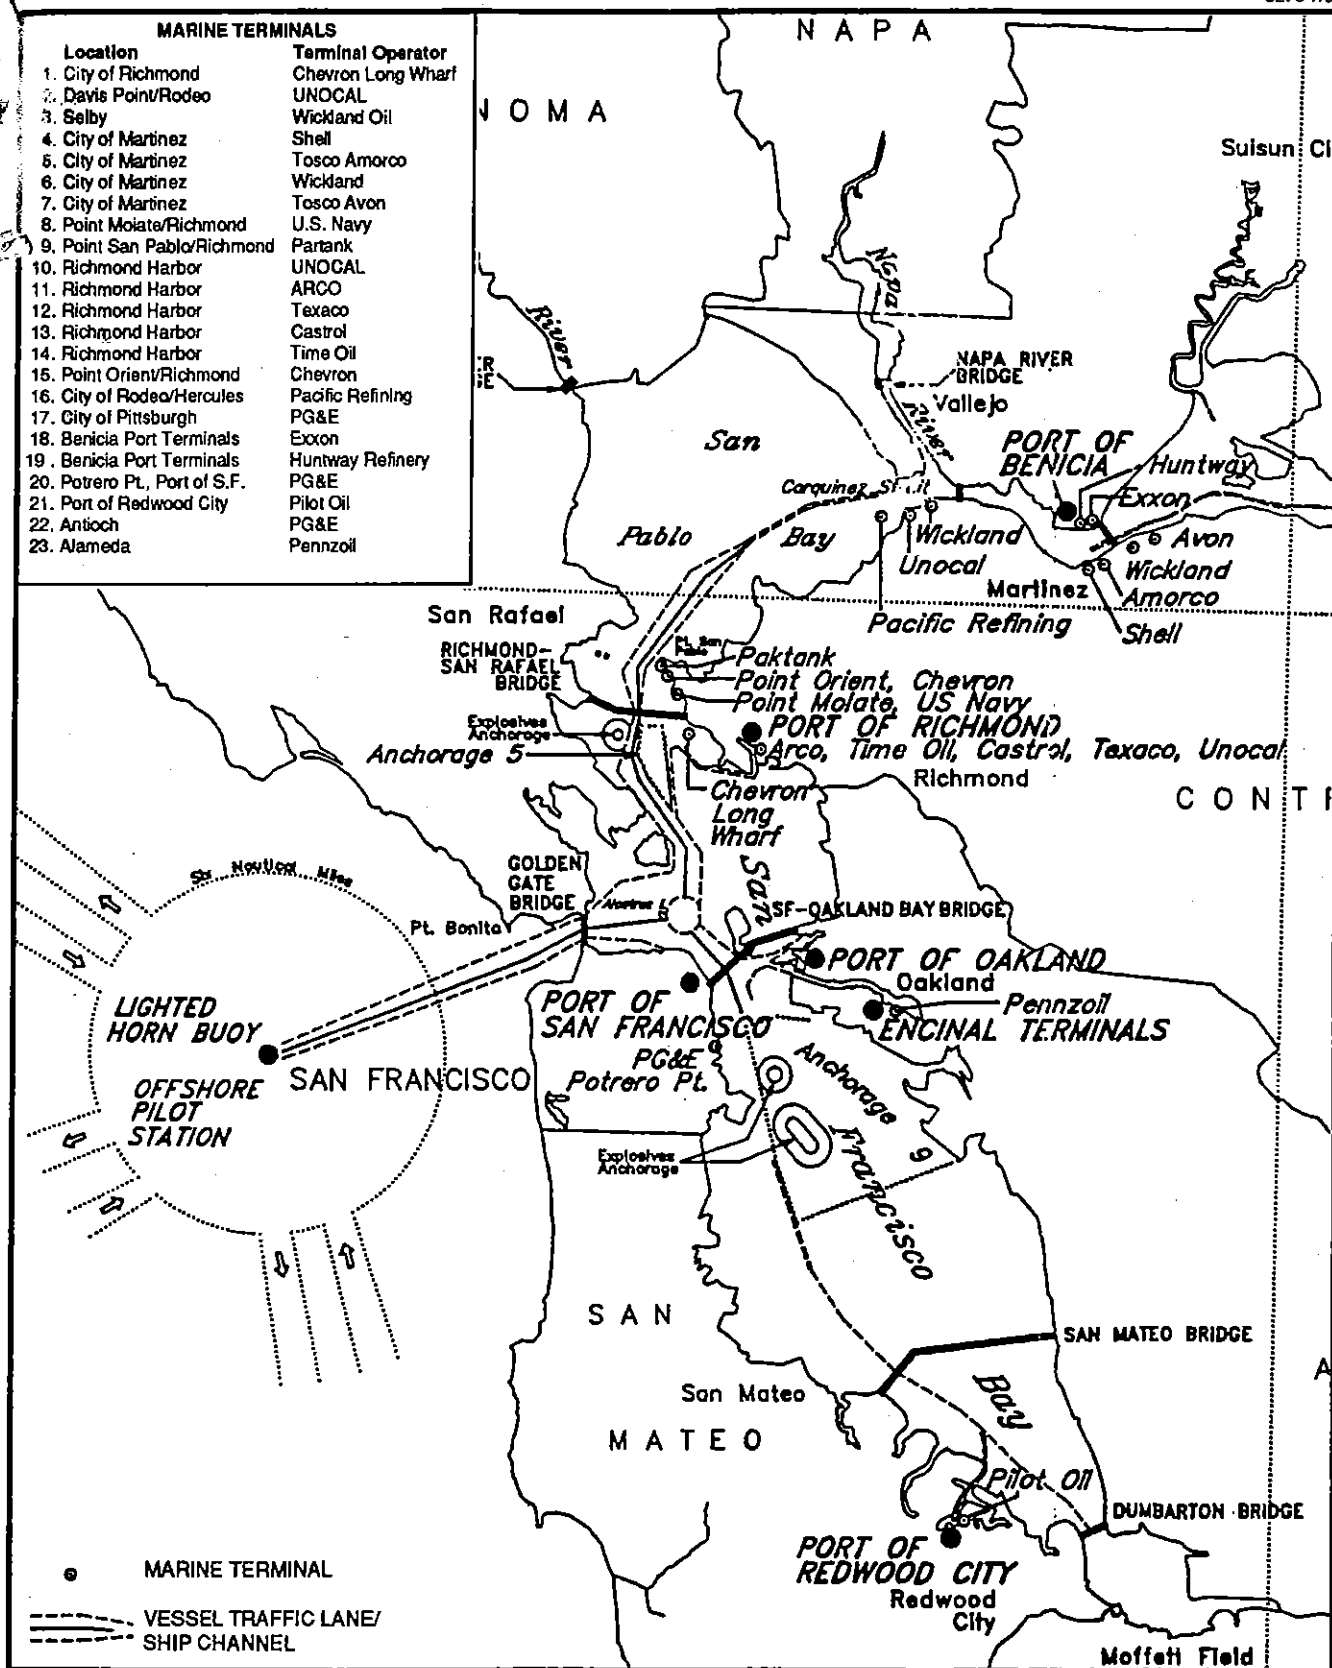 MARINE TERMINALS
Location Terminal Operator
1. City of Richmond Chevron Long Wharf
2. Davis Point/Rodeo UNOCAL
3. Selby Wickland Oil
4. City of Martinez Shell
5. City of Martinez Tosco Amorco
6. City of Martinez Wickland
7. City of Martinez Tosco Avon
8. Point Molate/Richmond U.S. Navy
9. Point San Pablo/Richmond Partank
10. Richmond Harbor UNOCAL
11. Richmond Harbor ARCO
12. Richmond Harbor Texaco
13. Richmond Harbor Castrol
14. Richmond Harbor Time Oil
15. Point Orient/Richmond Chevron
16. City of Rodeo/Hercules Pacific Refining
17. City of Pittsburgh PG&E
18. Benicia Port Terminals Exxon
19. Benicia Port Terminals Huntway Refinery
20. Potrero Pt., Port of S.F. PG&E
21. Port of Redwood City Pilot Oil
22. Antioch PG&E
23. Alameda Pennzoil
NAPA
NOMA
Suisun Ci
Napa
River
River
NAPA RIVER
BRIDGE
Vallejo
River
PORT OF
BENICIA
Huntway
Exxon
San
Pablo
Bay
Carquinez Strait
Wickland
Unocal
Avon
Wickland
Amorco
Martinez
Shell
Pacific Refining
San Rafael
RICHMOND-
SAN RAFAEL
BRIDGE
Pt. San
Pablo
Paktank
Point Orient, Chevron
Point Molate, US Navy
PORT OF RICHMOND
Arco, Time Oil, Castrol, Texaco, Unocal
Richmond
Explosives
Anchorage
Anchorage 5
Chevron
Long
Wharf
CONT
Six Nautical Miles
GOLDEN
GATE
BRIDGE
Pt. Bonita
San
SF-OAKLAND BAY BRIDGE
PORT OF OAKLAND
Oakland
Pennzoil
ENCINAL TERMINALS
PORT OF
SAN FRANCISCO
LIGHTED
HORN BUOY
OFFSHORE
PILOT
STATION
SAN FRANCISCO
PG&E
Potrero Pt.
Anchorage 9
Explosives
Anchorage
Francisco
SAN
MATEO
San Mateo
SAN MATEO BRIDGE
A
Bay
Pilot Oil
DUMBARTON BRIDGE
PORT OF
REDWOOD CITY
Redwood
City
Moffett Field
MARINE TERMINAL
VESSEL TRAFFIC LANE/
SHIP CHANNEL